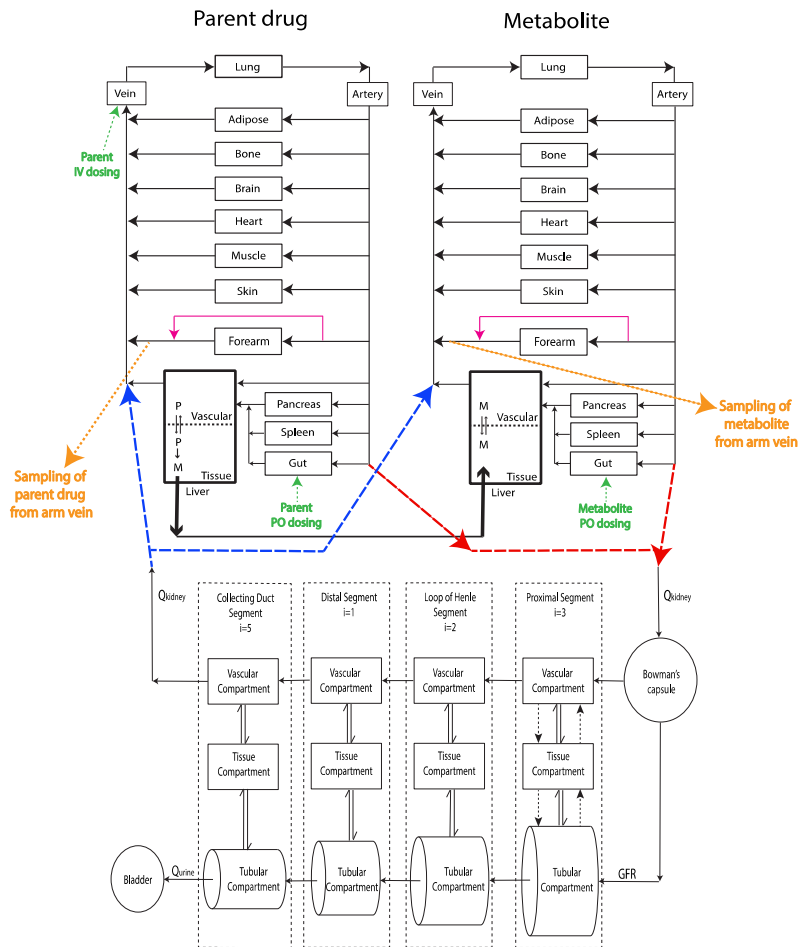 Parent drug
Metabolite
Lung
Lung
Vein
Artery
Vein
Artery
Adipose
Adipose
Parent
IV dosing
Bone
Bone
Brain
Brain
Heart
Heart
Muscle
Muscle
Skin
Skin
Forearm
Forearm
P
Vascular
P
M
Tissue
Liver
Pancreas
Spleen
Gut
M
Vascular
M
Tissue
Liver
Pancreas
Spleen
Gut
Sampling of
parent drug
from arm vein
Sampling of
metabolite
from arm vein
Parent
PO dosing
Metabolite
PO dosing
Qkidney
Collecting Duct
Segment
i=5
Distal Segment
i=1
Loop of Henle
Segment
i=2
Proximal Segment
i=3
Qkidney
Vascular
Compartment
Vascular
Compartment
Vascular
Compartment
Vascular
Compartment
Bowman's
capsule
Tissue
Compartment
Tissue
Compartment
Tissue
Compartment
Tissue
Compartment
Bladder
Qurine
Tubular
Compartment
Tubular
Compartment
Tubular
Compartment
Tubular
Compartment
GFR